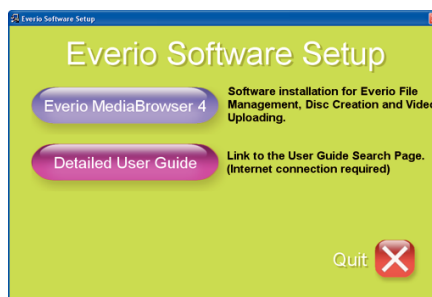 Everio Software Setup
Everio Software Setup
Everio MediaBrowser 4
Software installation for Everio File
Management, Disc Creation and Video
Uploading.
Detailed User Guide
Link to the User Guide Search Page.
(Internet connection required)
Quit